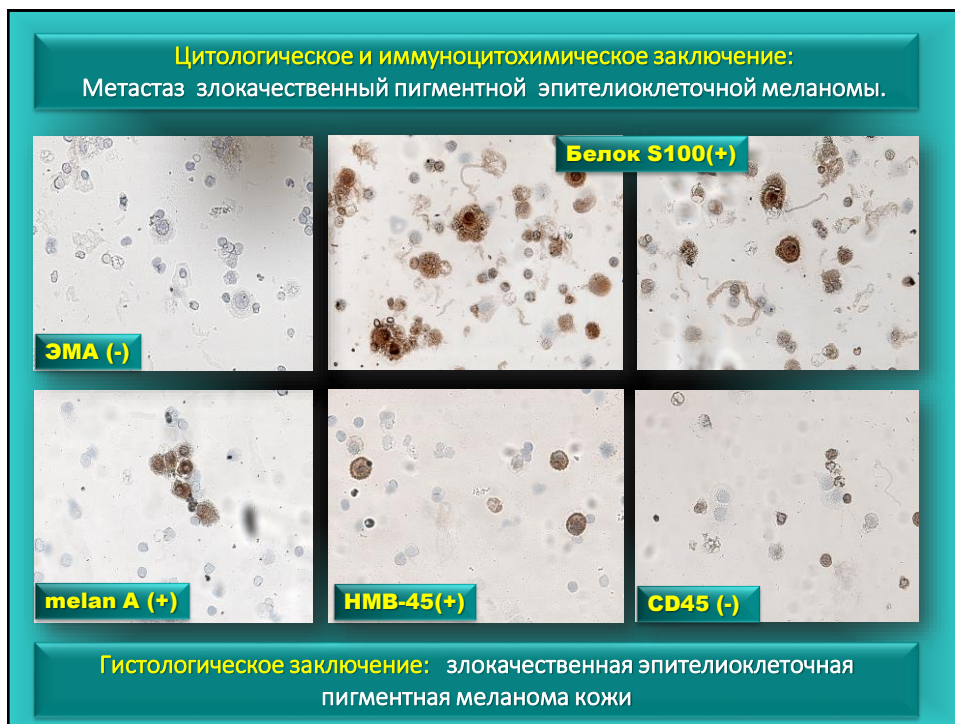 Цитологическое и иммуноцитохимическое заключение:
Метастаз злокачественный пигментной эпителиоклеточной меланомы.
Белок S100(+)
ЭМА (-)
melan A (+)
HMB-45(+)
CD45 (-)
Гистологическое заключение: злокачественная эпителиоклеточная
пигментная меланома кожи